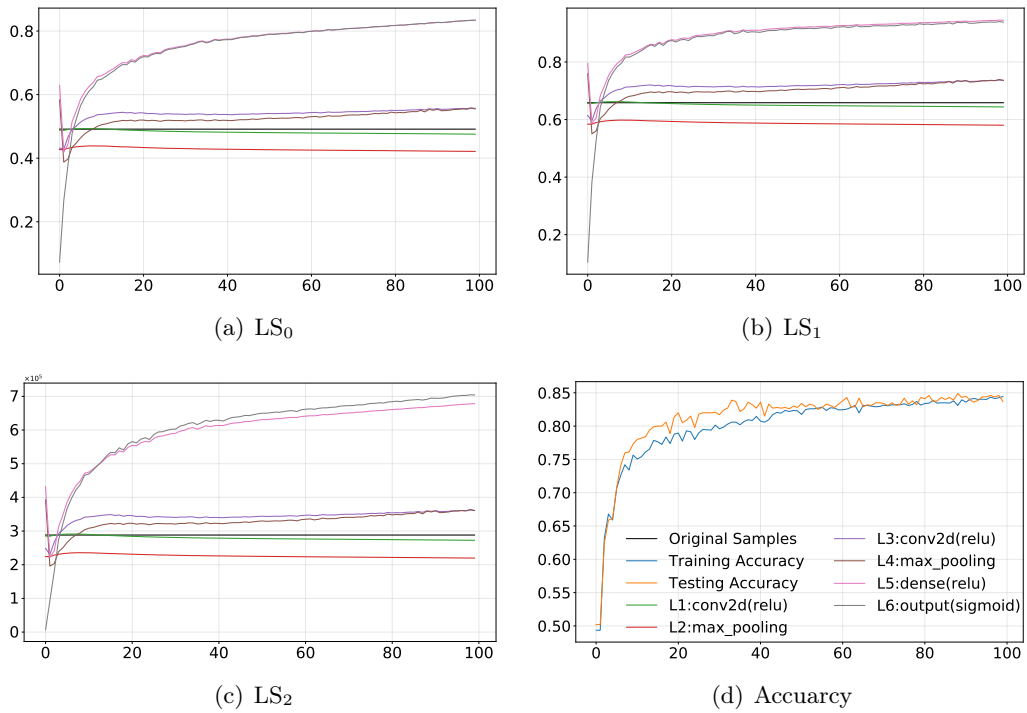 0.8
0.6
0.4
0.2
0 20 40 60 80 100
(a) LS0
0.8
0.6
0.4
0.2
0 20 40 60 80 100
(b) LS1
×10⁵
7
6
5
4
3
2
1
0
0 20 40 60 80 100
(c) LS2
0.85
0.80
0.75
0.70
0.65
0.60
0.55
0.50
Original Samples
Training Accuracy
Testing Accuracy
L1:conv2d(relu)
L2:max_pooling
L3:conv2d(relu)
L4:max_pooling
L5:dense(relu)
L6:output(sigmoid)
0 20 40 60 80 100
(d) Accuarcy